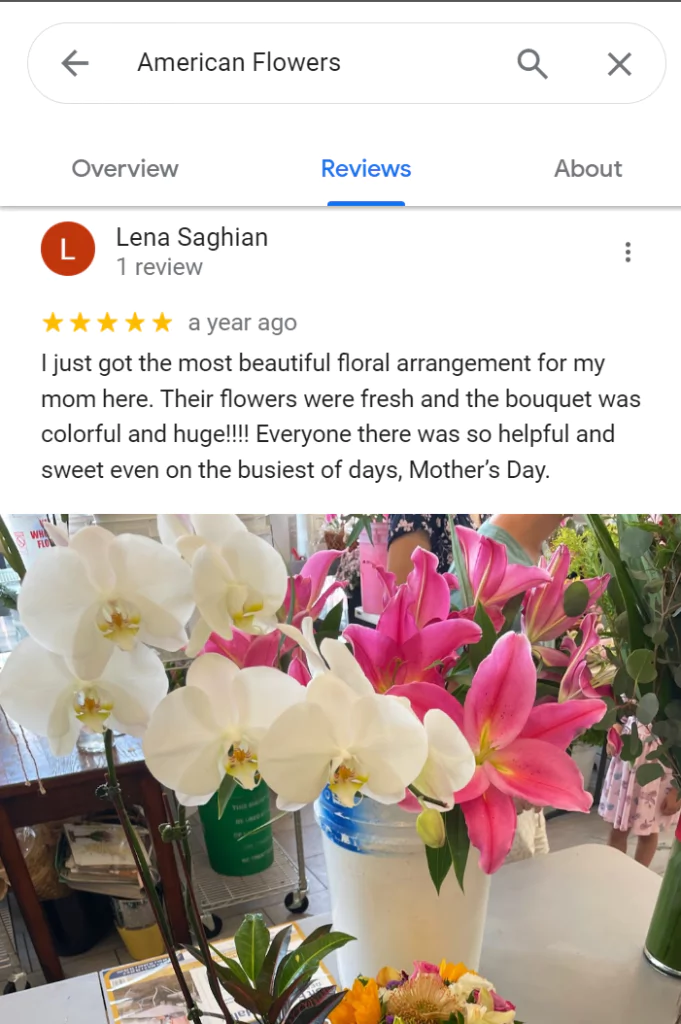 American Flowers
Overview
Reviews
About
L
Lena Saghian
1 review
a year ago
I just got the most beautiful floral arrangement for my
mom here. Their flowers were fresh and the bouquet was
colorful and huge!!!! Everyone there was so helpful and
sweet even on the busiest of days, Mother’s Day.